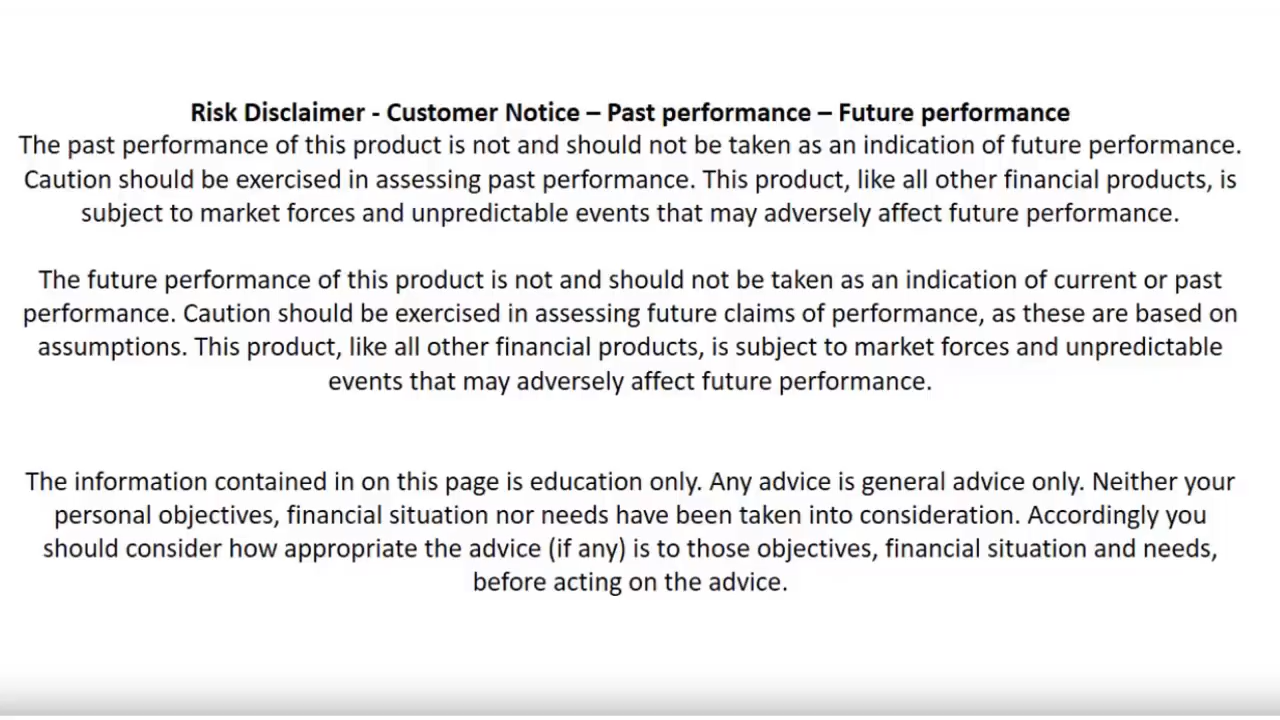 Risk Disclaimer - Customer Notice – Past performance – Future performance
The past performance of this product is not and should not be taken as an indication of future performance.
Caution should be exercised in assessing past performance. This product, like all other financial products, is
subject to market forces and unpredictable events that may adversely affect future performance.
The future performance of this product is not and should not be taken as an indication of current or past
performance. Caution should be exercised in assessing future claims of performance, as these are based on
assumptions. This product, like all other financial products, is subject to market forces and unpredictable
events that may adversely affect future performance.
The information contained in on this page is education only. Any advice is general advice only. Neither your
personal objectives, financial situation nor needs have been taken into consideration. Accordingly you
should consider how appropriate the advice (if any) is to those objectives, financial situation and needs,
before acting on the advice.